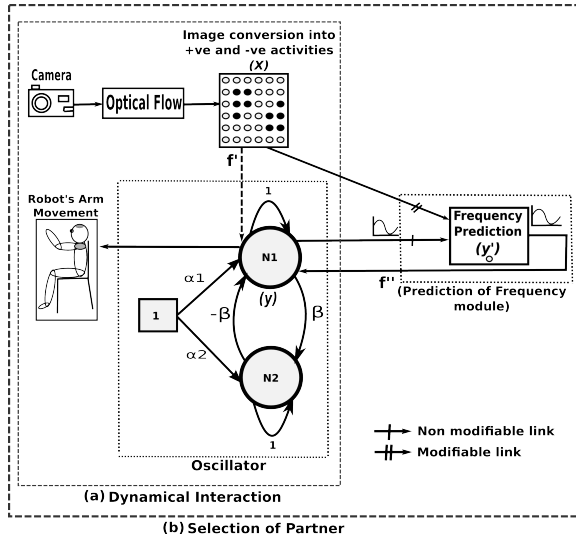 Image conversion into
+ve and -ve activities
(X)
Camera
Optical Flow
f'
Robot's Arm
Movement
1
N1
(y)
α1
1
-β
β
α2
N2
1
Oscillator
Frequency
Prediction
(y')
f''
(Prediction of Frequency
module)
Non modifiable link
Modifiable link
(a) Dynamical Interaction
(b) Selection of Partner